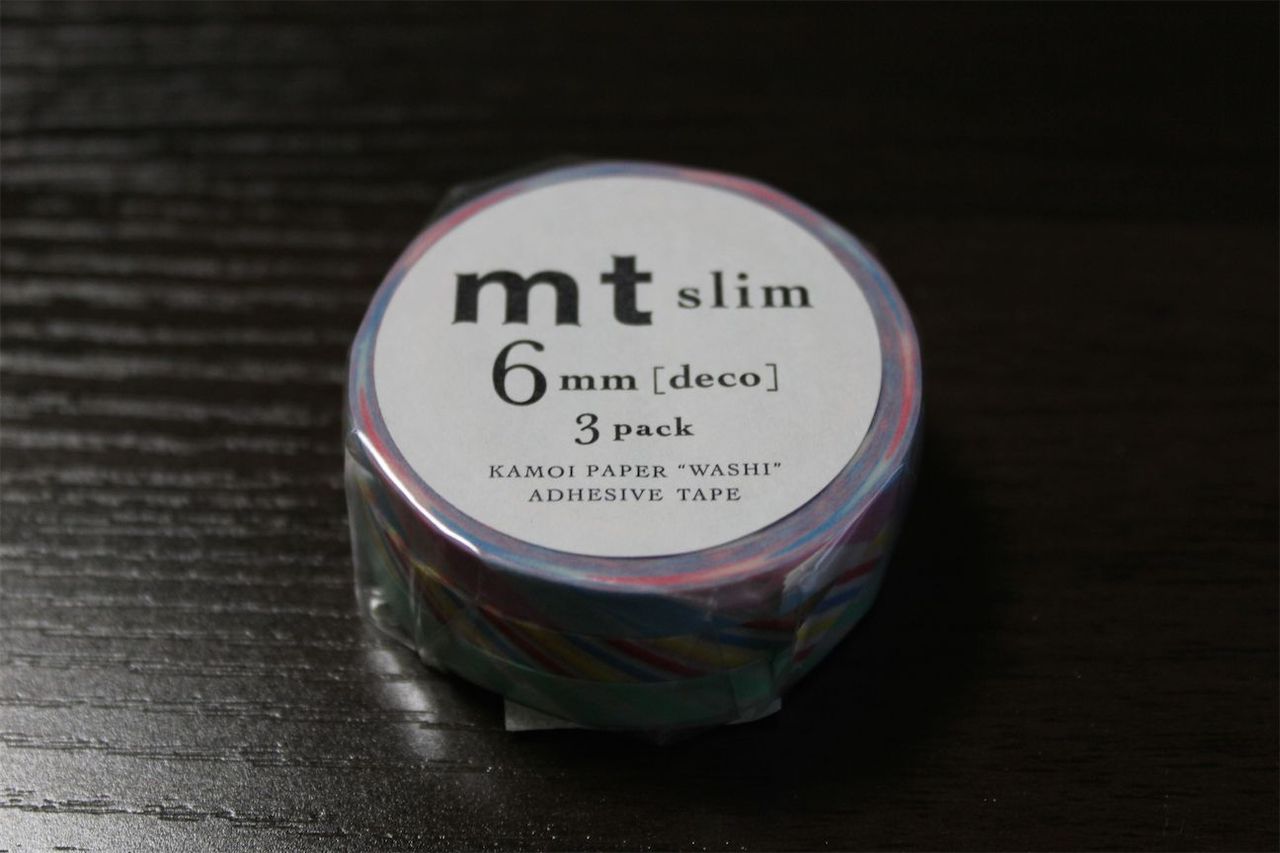 mt slim
6 mm [deco]
3 pack
KAMOI PAPER “WASHI”
ADHESIVE TAPE